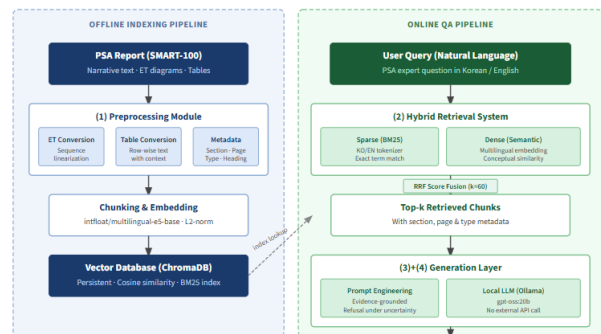 OFFLINE INDEXING PIPELINE
PSA Report (SMART-100)
Narrative text · ET diagrams · Tables
(1) Preprocessing Module
ET Conversion
Sequence
linearization
Table Conversion
Row-wise text
with context
Metadata
Section · Page
Type · Heading
Chunking & Embedding
intfloat/multilingual-e5-base · L2-norm
Vector Database (ChromaDB)
Persistent · Cosine similarity · BM25 index
index lookup
ONLINE QA PIPELINE
User Query (Natural Language)
PSA expert question in Korean / English
(2) Hybrid Retrieval System
Sparse (BM25)
KO/EN tokenizer
Exact term match
Dense (Semantic)
Multilingual embedding
Conceptual similarity
RRF Score Fusion (k=60)
Top-k Retrieved Chunks
With section, page & type metadata
(3)+(4) Generation Layer
Prompt Engineering
Evidence-grounded
Refusal under uncertainty
Local LLM (Ollama)
gpt-oss:20b
No external API call